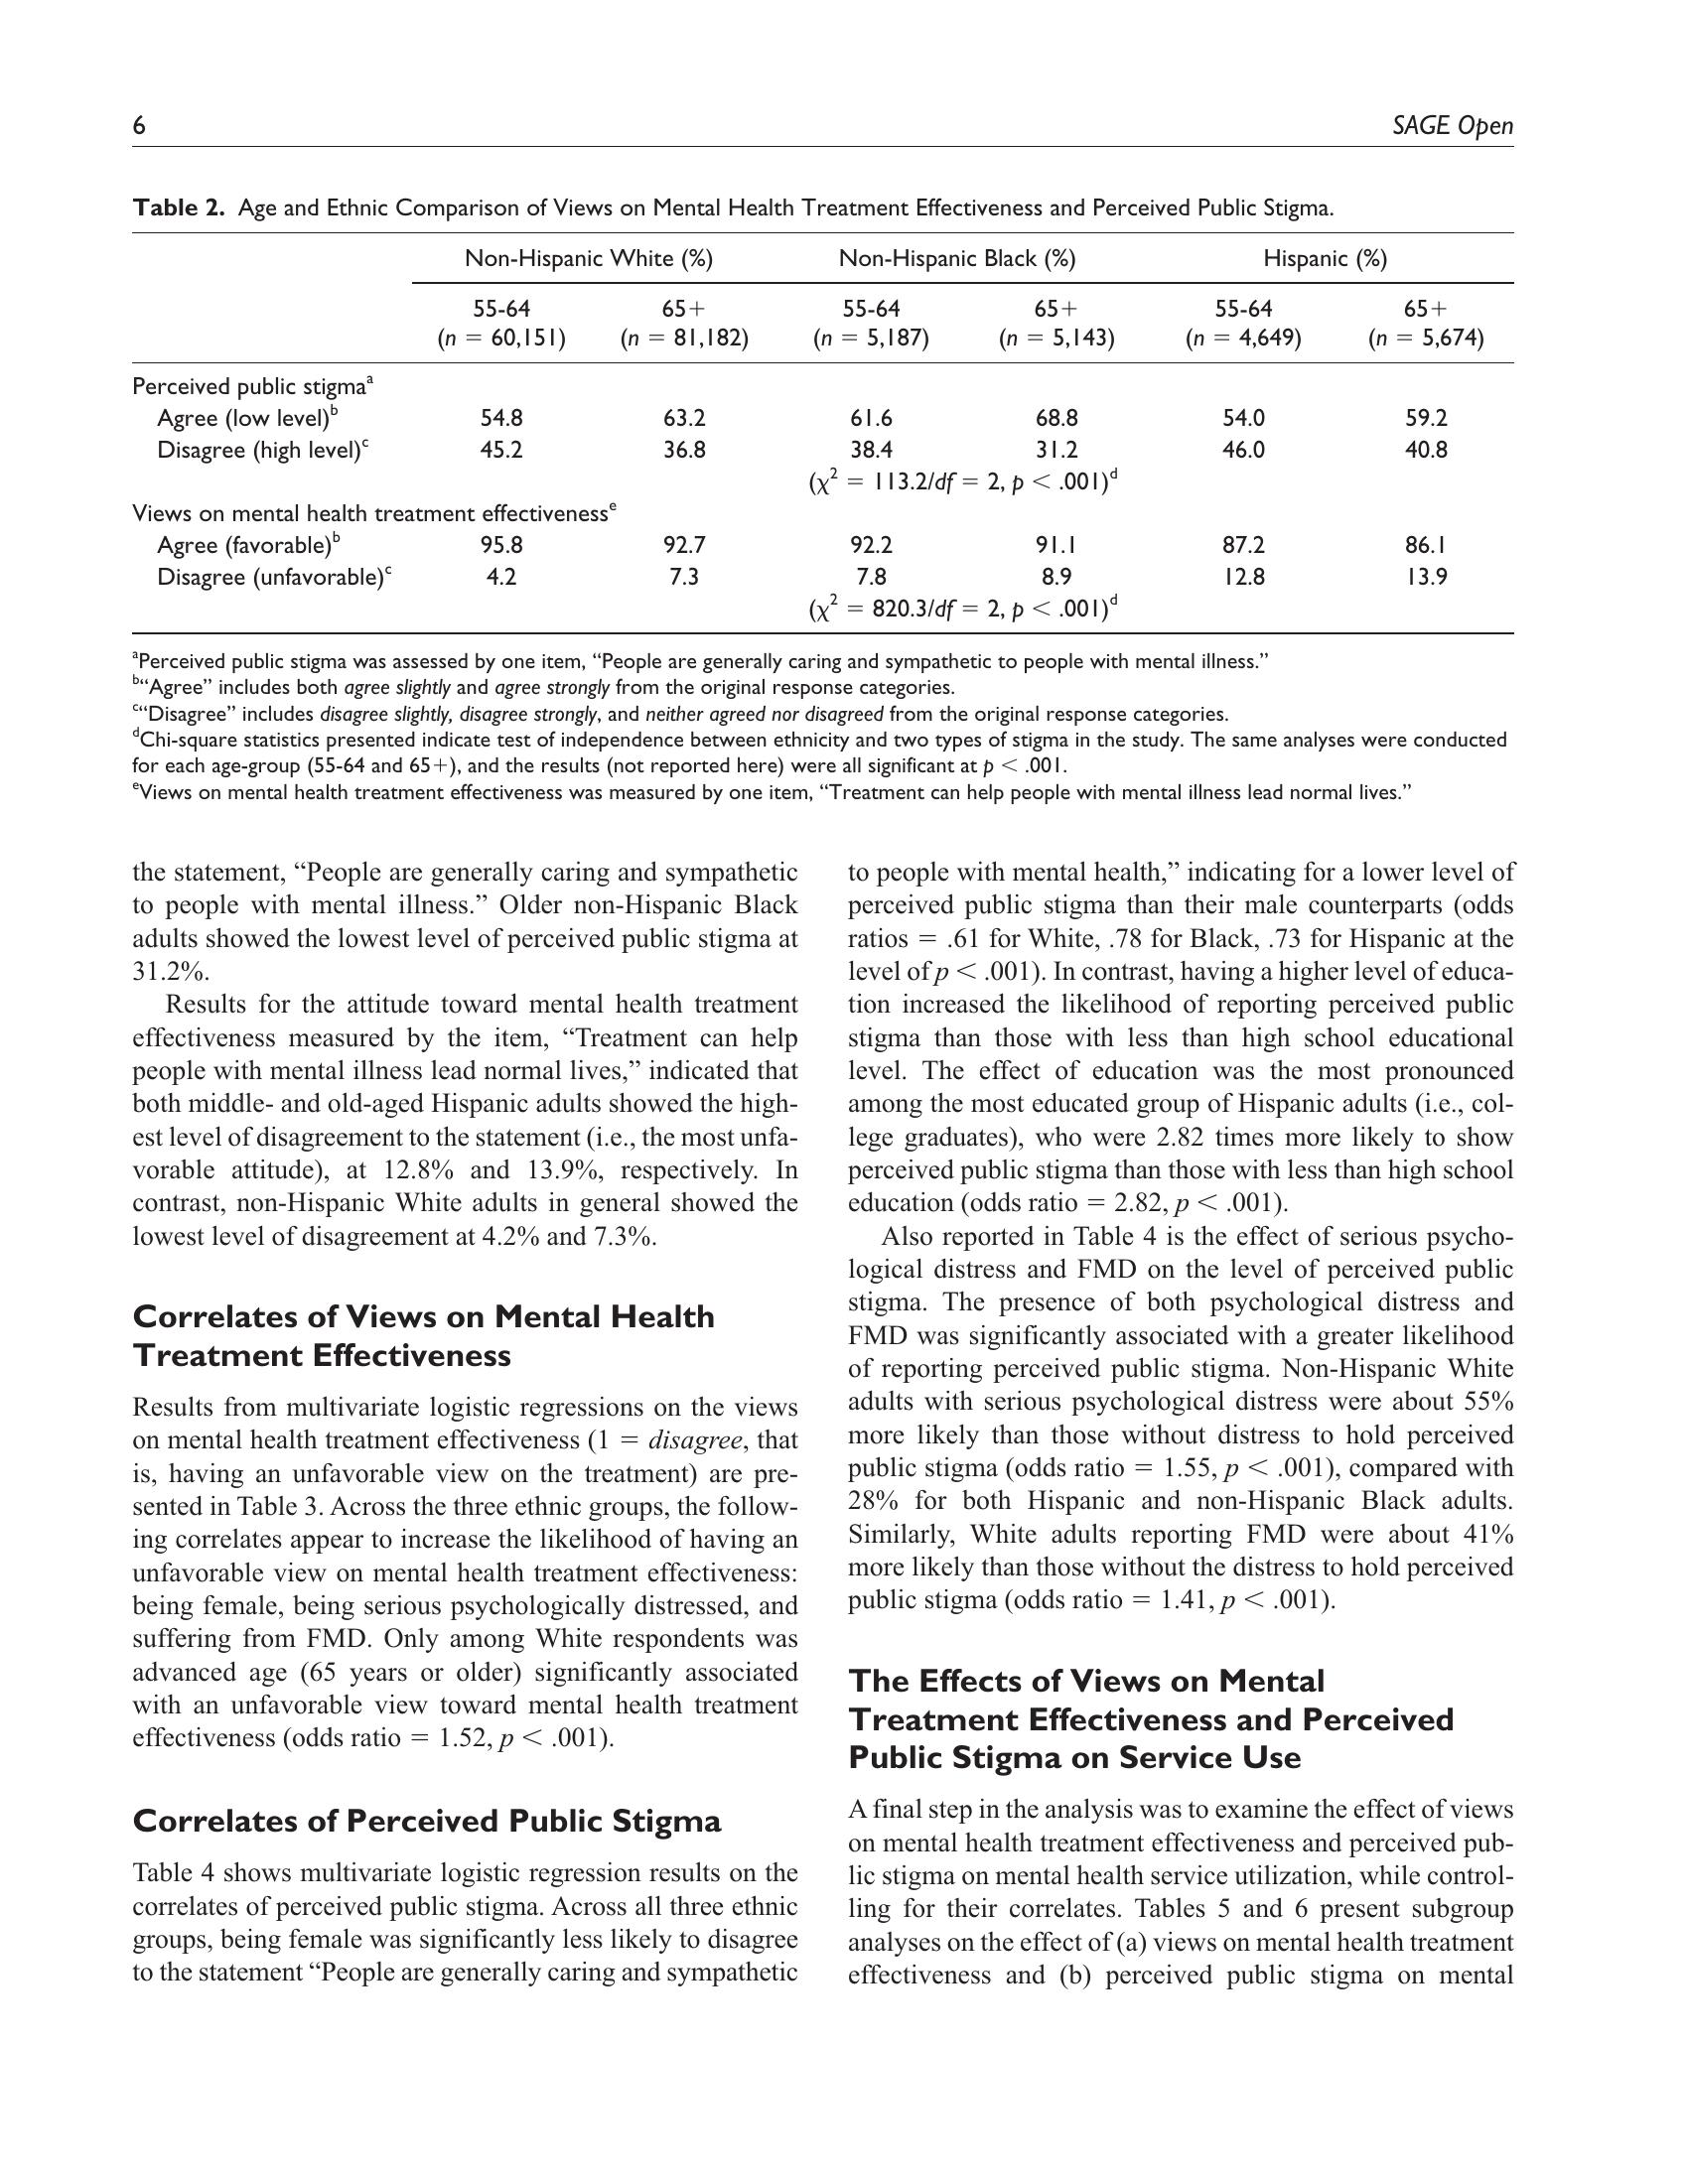 6
SAGE Open
Table 2. Age and Ethnic Comparison of Views on Mental Health Treatment Effectiveness and Perceived Public Stigma.
Non-Hispanic White (%) Non-Hispanic Black (%) Hispanic (%)
55-64 65+ 55-64 65+ 55-64 65+
(n = 60,151) (n = 81,182) (n = 5,187) (n = 5,143) (n = 4,649) (n = 5,674)
Perceived public stigmaa
Agree (low level)b 54.8 63.2 61.6 68.8 54.0 59.2
Disagree (high level)c 45.2 36.8 38.4 31.2 46.0 40.8
(χ2 = 113.2/df = 2, p < .001)d
Views on mental health treatment effectivenesse
Agree (favorable)b 95.8 92.7 92.2 91.1 87.2 86.1
Disagree (unfavorable)c 4.2 7.3 7.8 8.9 12.8 13.9
(χ2 = 820.3/df = 2, p < .001)d
aPerceived public stigma was assessed by one item, “People are generally caring and sympathetic to people with mental illness.”
b“Agree” includes both agree slightly and agree strongly from the original response categories.
c“Disagree” includes disagree slightly, disagree strongly, and neither agreed nor disagreed from the original response categories.
dChi-square statistics presented indicate test of independence between ethnicity and two types of stigma in the study. The same analyses were conducted
for each age-group (55-64 and 65+), and the results (not reported here) were all significant at p < .001.
eViews on mental health treatment effectiveness was measured by one item, “Treatment can help people with mental illness lead normal lives.”
the statement, “People are generally caring and sympathetic
to people with mental illness.” Older non-Hispanic Black
adults showed the lowest level of perceived public stigma at
31.2%.
Results for the attitude toward mental health treatment
effectiveness measured by the item, “Treatment can help
people with mental illness lead normal lives,” indicated that
both middle- and old-aged Hispanic adults showed the high-
est level of disagreement to the statement (i.e., the most unfa-
vorable attitude), at 12.8% and 13.9%, respectively. In
contrast, non-Hispanic White adults in general showed the
lowest level of disagreement at 4.2% and 7.3%.
Correlates of Views on Mental Health
Treatment Effectiveness
Results from multivariate logistic regressions on the views
on mental health treatment effectiveness (1 = disagree, that
is, having an unfavorable view on the treatment) are pre-
sented in Table 3. Across the three ethnic groups, the follow-
ing correlates appear to increase the likelihood of having an
unfavorable view on mental health treatment effectiveness:
being female, being serious psychologically distressed, and
suffering from FMD. Only among White respondents was
advanced age (65 years or older) significantly associated
with an unfavorable view toward mental health treatment
effectiveness (odds ratio = 1.52, p < .001).
Correlates of Perceived Public Stigma
Table 4 shows multivariate logistic regression results on the
correlates of perceived public stigma. Across all three ethnic
groups, being female was significantly less likely to disagree
to the statement “People are generally caring and sympathetic
to people with mental health,” indicating for a lower level of
perceived public stigma than their male counterparts (odds
ratios = .61 for White, .78 for Black, .73 for Hispanic at the
level of p < .001). In contrast, having a higher level of educa-
tion increased the likelihood of reporting perceived public
stigma than those with less than high school educational
level. The effect of education was the most pronounced
among the most educated group of Hispanic adults (i.e., col-
lege graduates), who were 2.82 times more likely to show
perceived public stigma than those with less than high school
education (odds ratio = 2.82, p < .001).
Also reported in Table 4 is the effect of serious psycho-
logical distress and FMD on the level of perceived public
stigma. The presence of both psychological distress and
FMD was significantly associated with a greater likelihood
of reporting perceived public stigma. Non-Hispanic White
adults with serious psychological distress were about 55%
more likely than those without distress to hold perceived
public stigma (odds ratio = 1.55, p < .001), compared with
28% for both Hispanic and non-Hispanic Black adults.
Similarly, White adults reporting FMD were about 41%
more likely than those without the distress to hold perceived
public stigma (odds ratio = 1.41, p < .001).
The Effects of Views on Mental
Treatment Effectiveness and Perceived
Public Stigma on Service Use
A final step in the analysis was to examine the effect of views
on mental health treatment effectiveness and perceived pub-
lic stigma on mental health service utilization, while control-
ling for their correlates. Tables 5 and 6 present subgroup
analyses on the effect of (a) views on mental health treatment
effectiveness and (b) perceived public stigma on mental